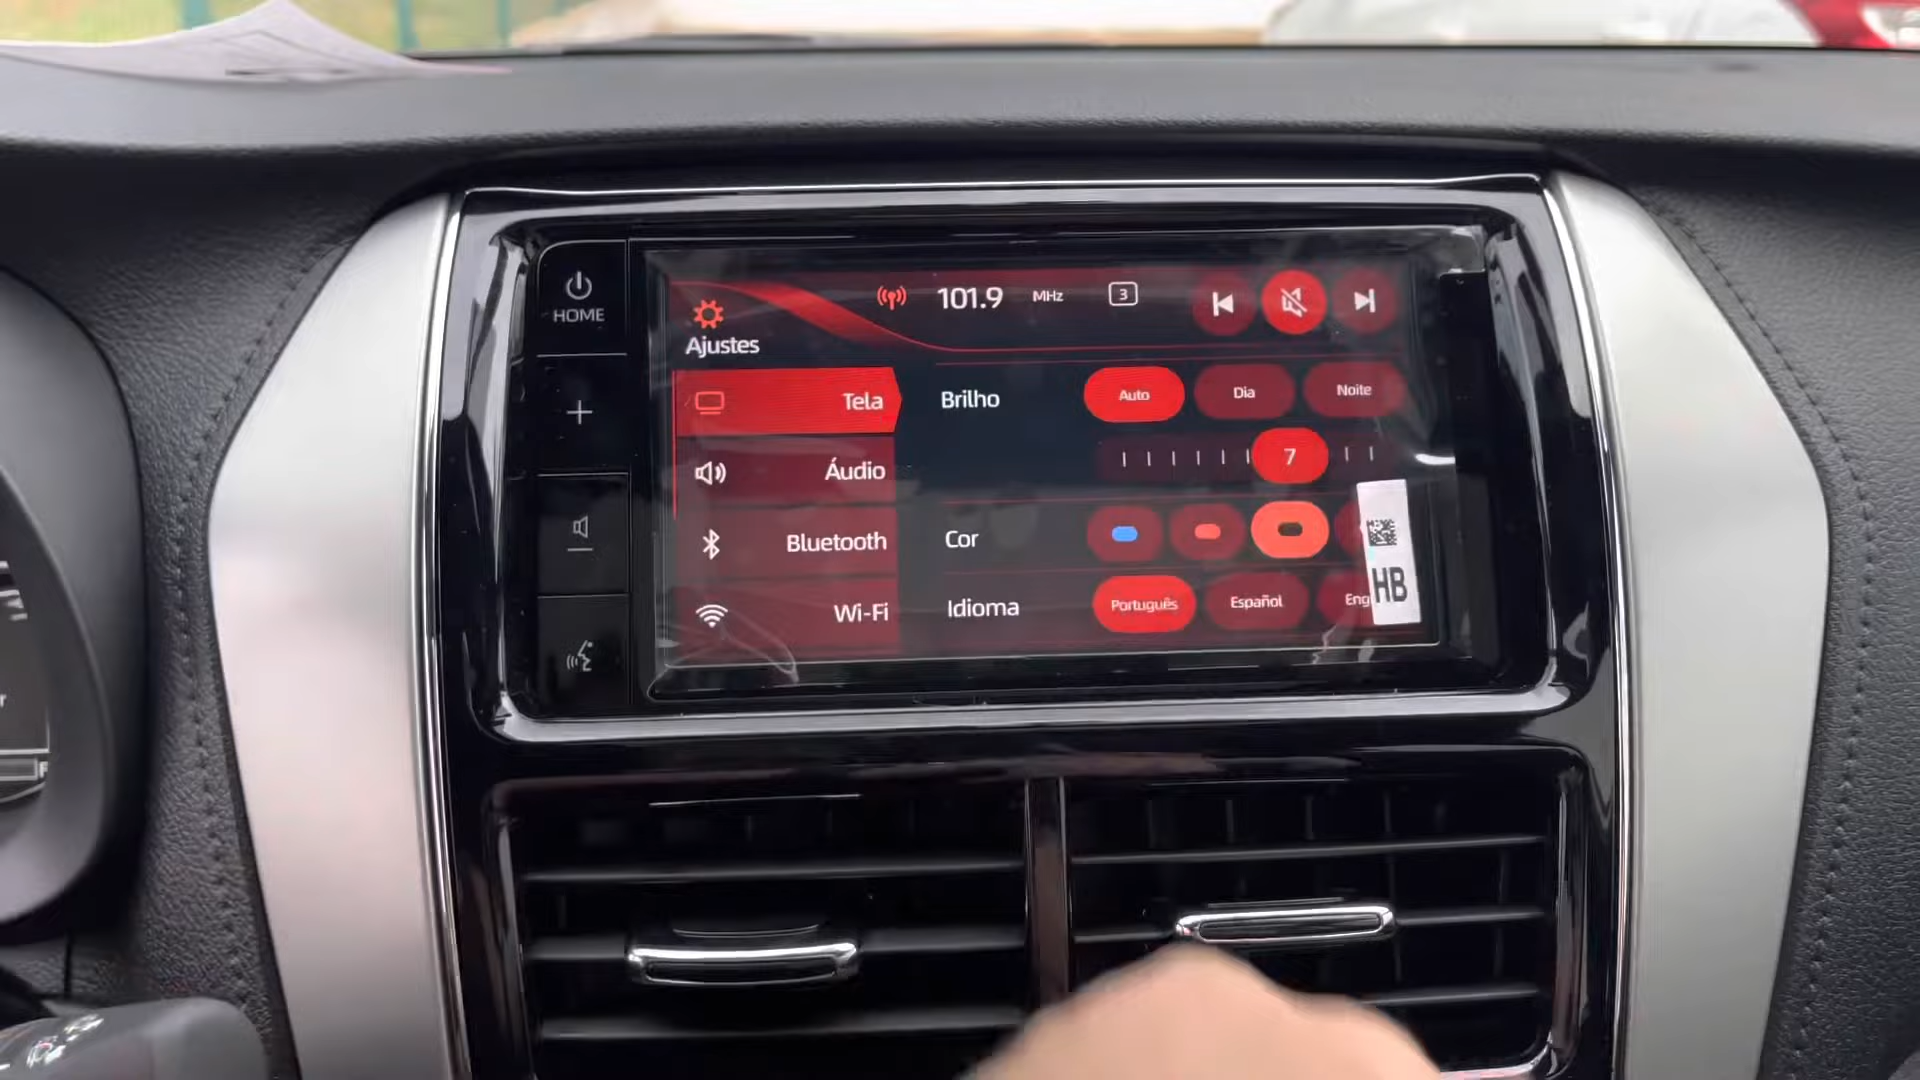 HOME
Ajustes
101.9 MHz 3
Tela
Áudio
Bluetooth
Wi-Fi
Brilho
Auto Dia Noite
7
Cor
Idioma
Português Español Eng
HB
F